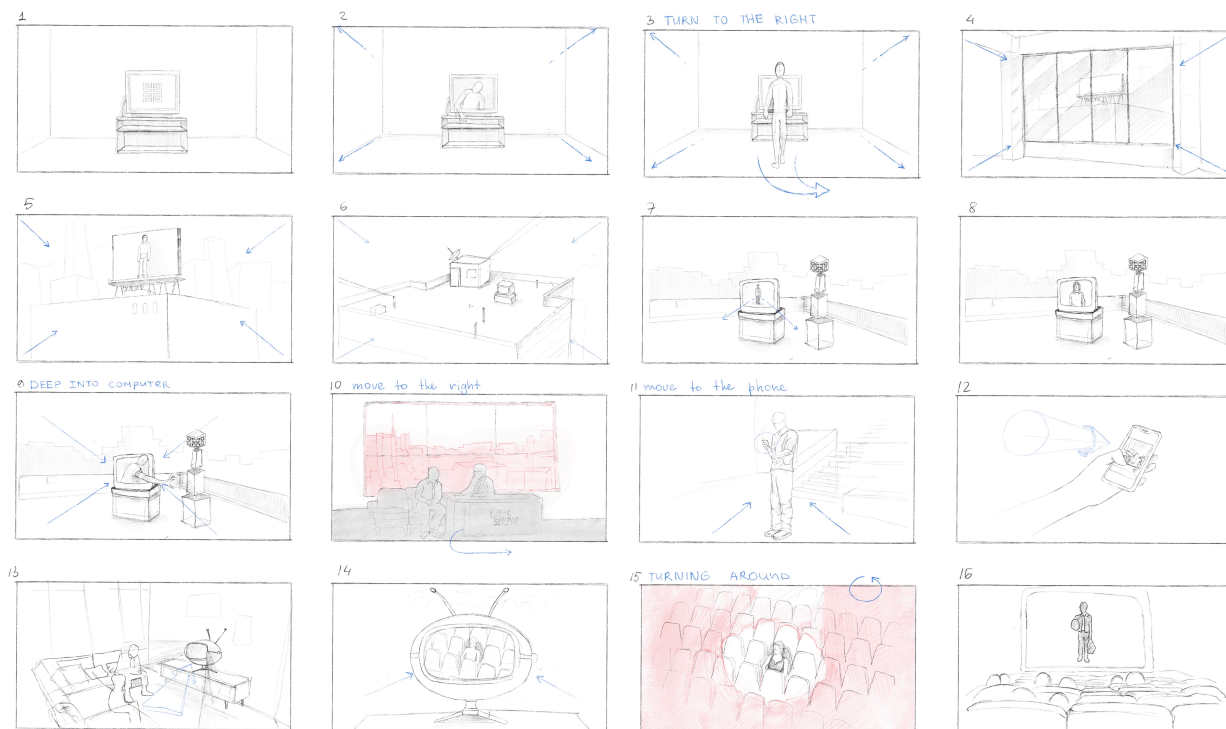 1
2
3 TURN TO THE RIGHT
4
5
6
7
8
9 DEEP INTO COMPUTER
10 move to the right
11 move to the phone
12
13
14
15 TURNING AROUND
16